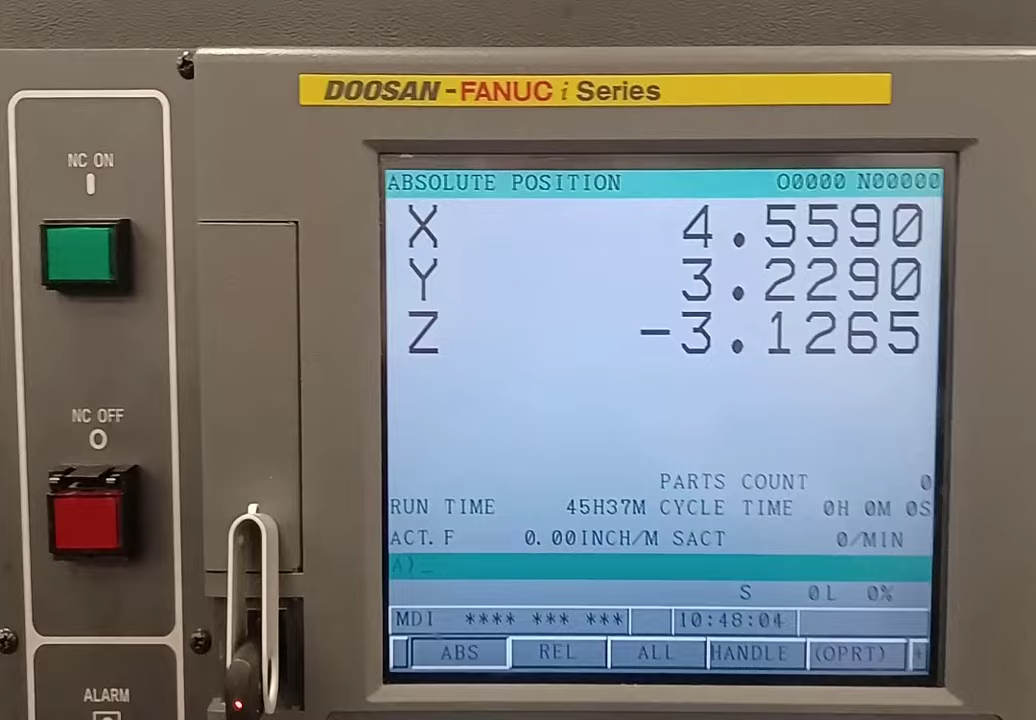 DOOSAN-FANUC i Series
NC ON
ABSOLUTE POSITION O0000 N00000
X 4.5590
Y 3.2290
Z -3.1265
NC OFF
PARTS COUNT 0
RUN TIME 45H37M CYCLE TIME 0H 0M 0S
ACT.F 0.00INCH/M SACT 0/MIN
A)_
S 0L 0%
MDI **** *** *** 10:48:04
ABS REL ALL HANDLE (OPRT)
ALARM